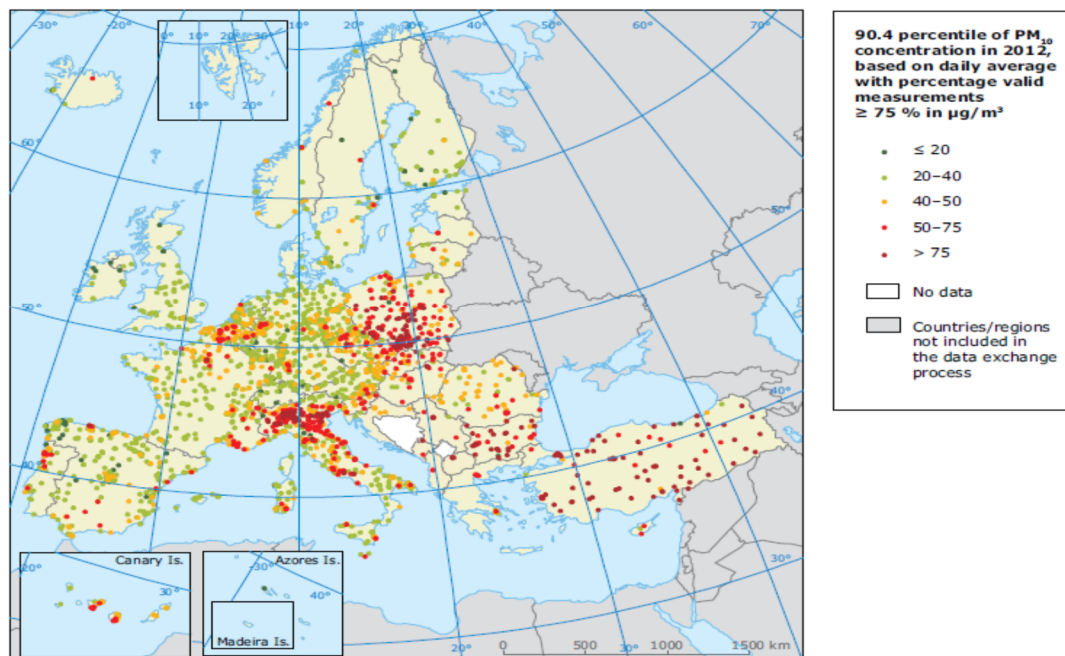 -30°
-20°
-10°
0°
10°
20°
30°
40°
50°
60°
70°
10°
20°
60°
50°
50°
40°
40°
30°
30°
Canary Is.
-20°
30°
Azores Is.
-30°
40°
Madeira Is.
20°
30°
0 500 1000 1500 km
90.4 percentile of PM₁₀
concentration in 2012,
based on daily average
with percentage valid
measurements
≥ 75 % in µg/m³
≤ 20
20–40
40–50
50–75
> 75
No data
Countries/regions
not included in
the data exchange
process